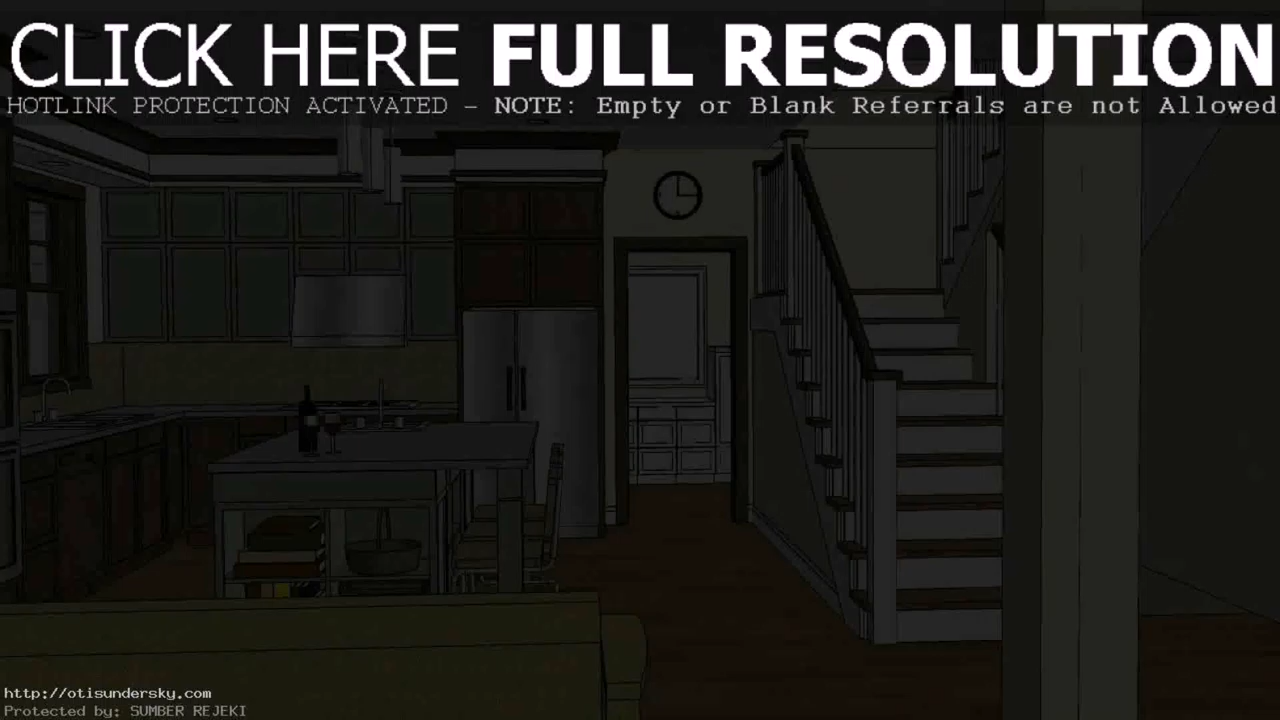 CLICK HERE FULL RESOLUTION
HOTLINK PROTECTION ACTIVATED – NOTE: Empty or Blank Referrals are not Allowed
http://otisundersky.com
Protected by: SUMBER REJEKI